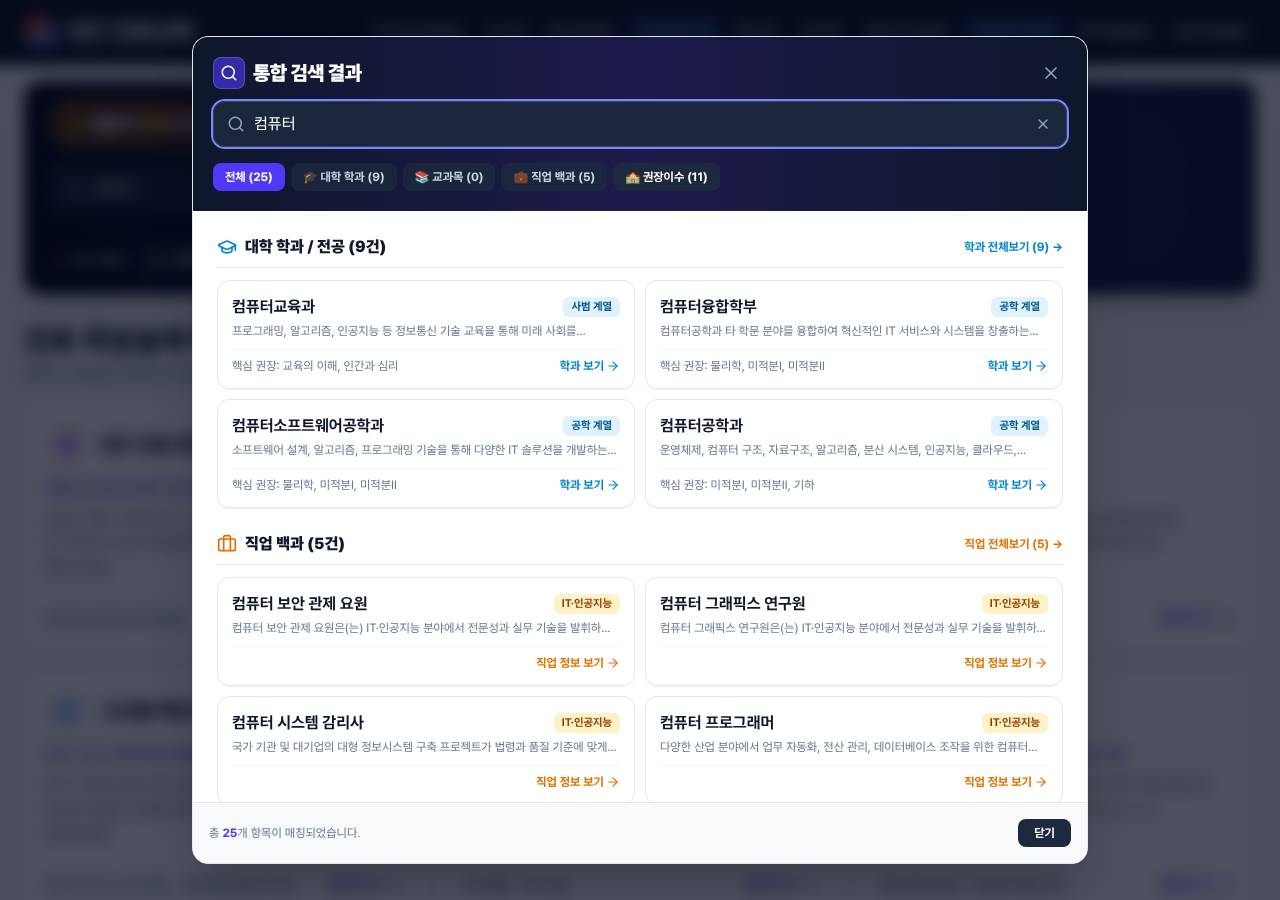 통합 검색 결과
컴퓨터
전체 (25)
🎓 대학 학과 (9)
📚 교과목 (0)
💼 직업 백과 (5)
🏫 권장이수 (11)
대학 학과 / 전공 (9건)
학과 전체보기 (9) →
컴퓨터교육과
사범 계열
프로그래밍, 알고리즘, 인공지능 등 정보통신 기술 교육을 통해 미래 사회를...
핵심 권장: 교육의 이해, 인간과 심리
학과 보기 →
컴퓨터융합학부
공학 계열
컴퓨터공학과 타 학문 분야를 융합하여 혁신적인 IT 서비스와 시스템을 창출하는...
핵심 권장: 물리학, 미적분Ⅰ, 미적분Ⅱ
학과 보기 →
컴퓨터소프트웨어공학과
공학 계열
소프트웨어 설계, 알고리즘, 프로그래밍 기술을 통해 다양한 IT 솔루션을 개발하는...
핵심 권장: 물리학, 미적분Ⅰ, 미적분Ⅱ
학과 보기 →
컴퓨터공학과
공학 계열
운영체제, 컴퓨터 구조, 자료구조, 알고리즘, 분산 시스템, 인공지능, 클라우드,...
핵심 권장: 미적분Ⅰ, 미적분Ⅱ, 기하
학과 보기 →
직업 백과 (5건)
직업 전체보기 (5) →
컴퓨터 보안 관제 요원
IT·인공지능
컴퓨터 보안 관제 요원은(는) IT·인공지능 분야에서 전문성과 실무 기술을 발휘하...
직업 정보 보기 →
컴퓨터 그래픽스 연구원
IT·인공지능
컴퓨터 그래픽스 연구원은(는) IT·인공지능 분야에서 전문성과 실무 기술을 발휘하...
직업 정보 보기 →
컴퓨터 시스템 감리사
IT·인공지능
국가 기관 및 대기업의 대형 정보시스템 구축 프로젝트가 법령과 품질 기준에 맞게...
직업 정보 보기 →
컴퓨터 프로그래머
IT·인공지능
다양한 산업 분야에서 업무 자동화, 전산 관리, 데이터베이스 조작을 위한 컴퓨터...
직업 정보 보기 →
총 25개 항목이 매칭되었습니다.
닫기